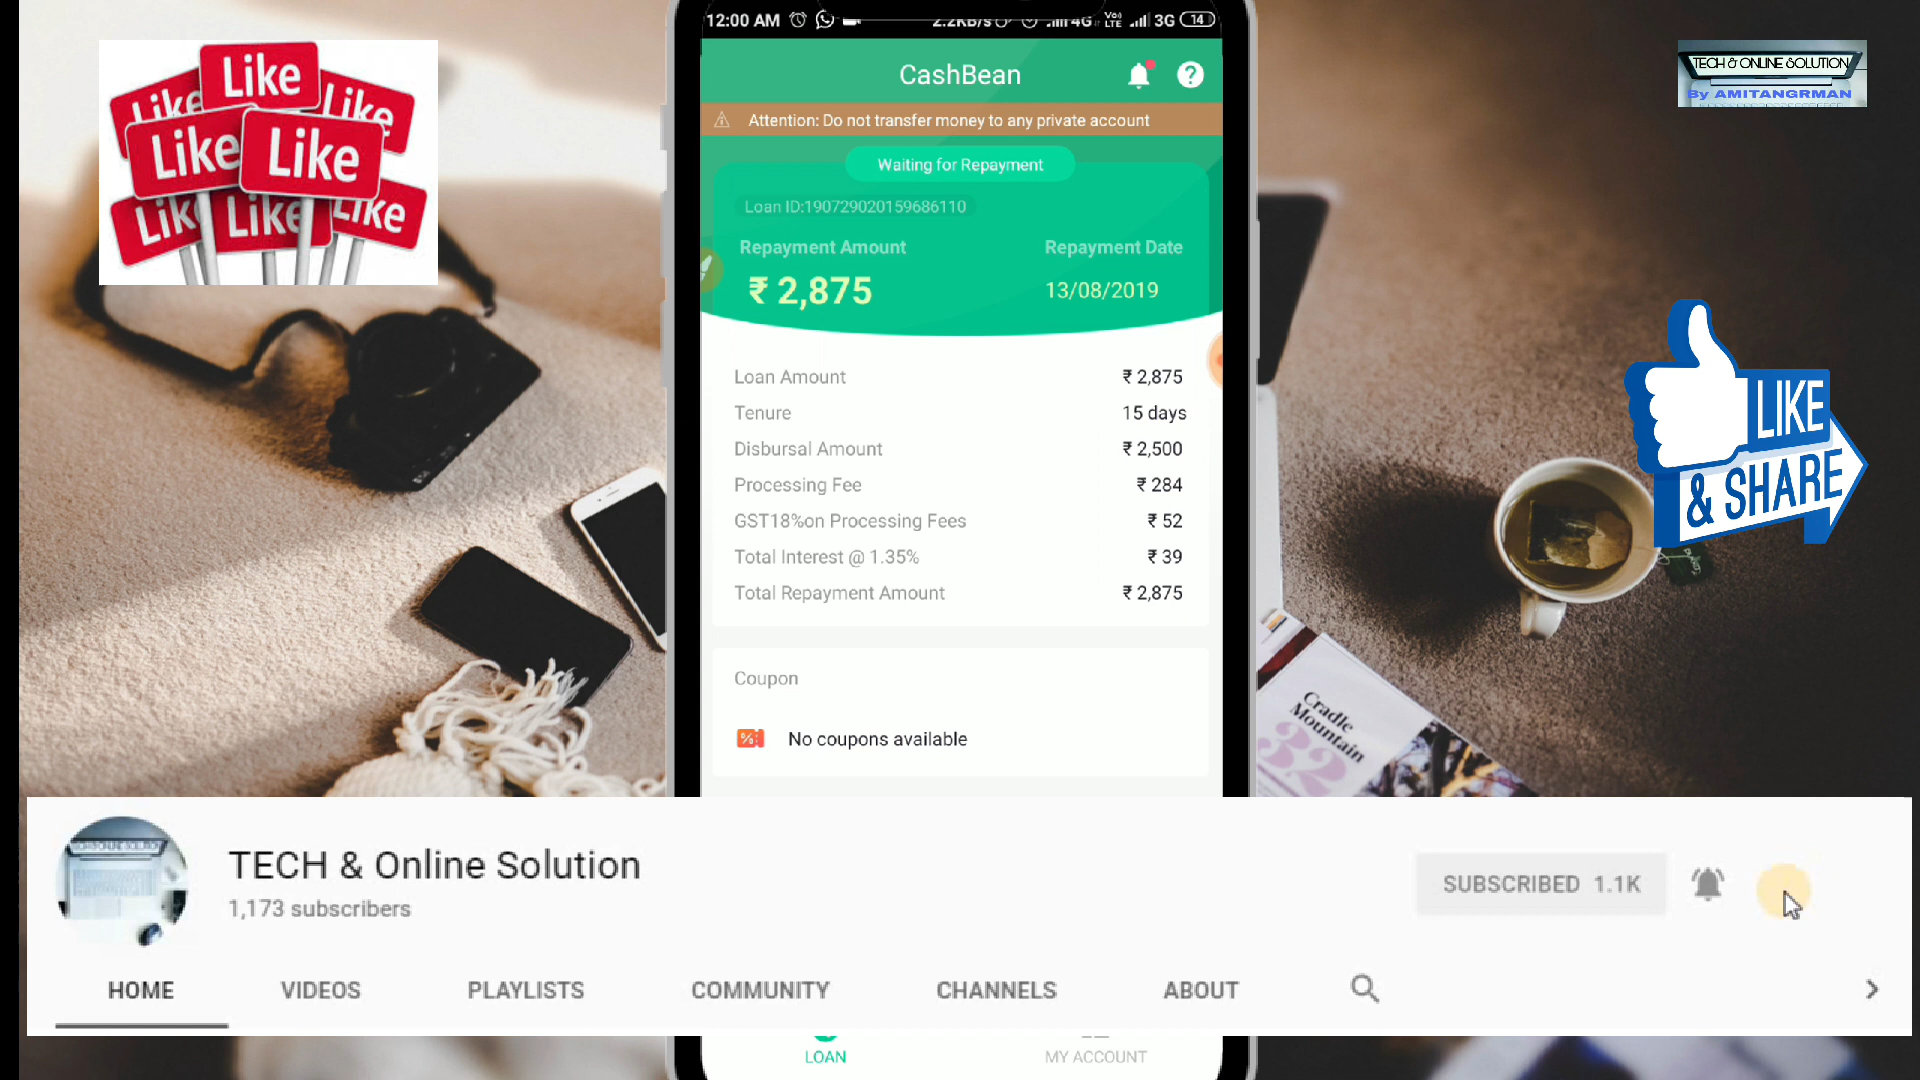 12:00 AM
4G
VoI
LTE
3G
14
Like
Like
Like
Like
Like
Like
Like
Like
CashBean
?
TECH & ONLINE SOLUTION
By AMITANGRMAN
Attention: Do not transfer money to any private account
Waiting for Repayment
Loan ID:190729020159686110
Repayment Amount
Repayment Date
₹ 2,875
13/08/2019
Loan Amount ₹ 2,875
Tenure 15 days
Disbursal Amount ₹ 2,500
Processing Fee ₹ 284
GST18%on Processing Fees ₹ 52
Total Interest @ 1.35% ₹ 39
Total Repayment Amount ₹ 2,875
LIKE
& SHARE
Coupon
% No coupons available
Cradle
Mountain
32
TECH & Online Solution
1,173 subscribers
SUBSCRIBED 1.1K
HOME VIDEOS PLAYLISTS COMMUNITY CHANNELS ABOUT
LOAN
MY ACCOUNT